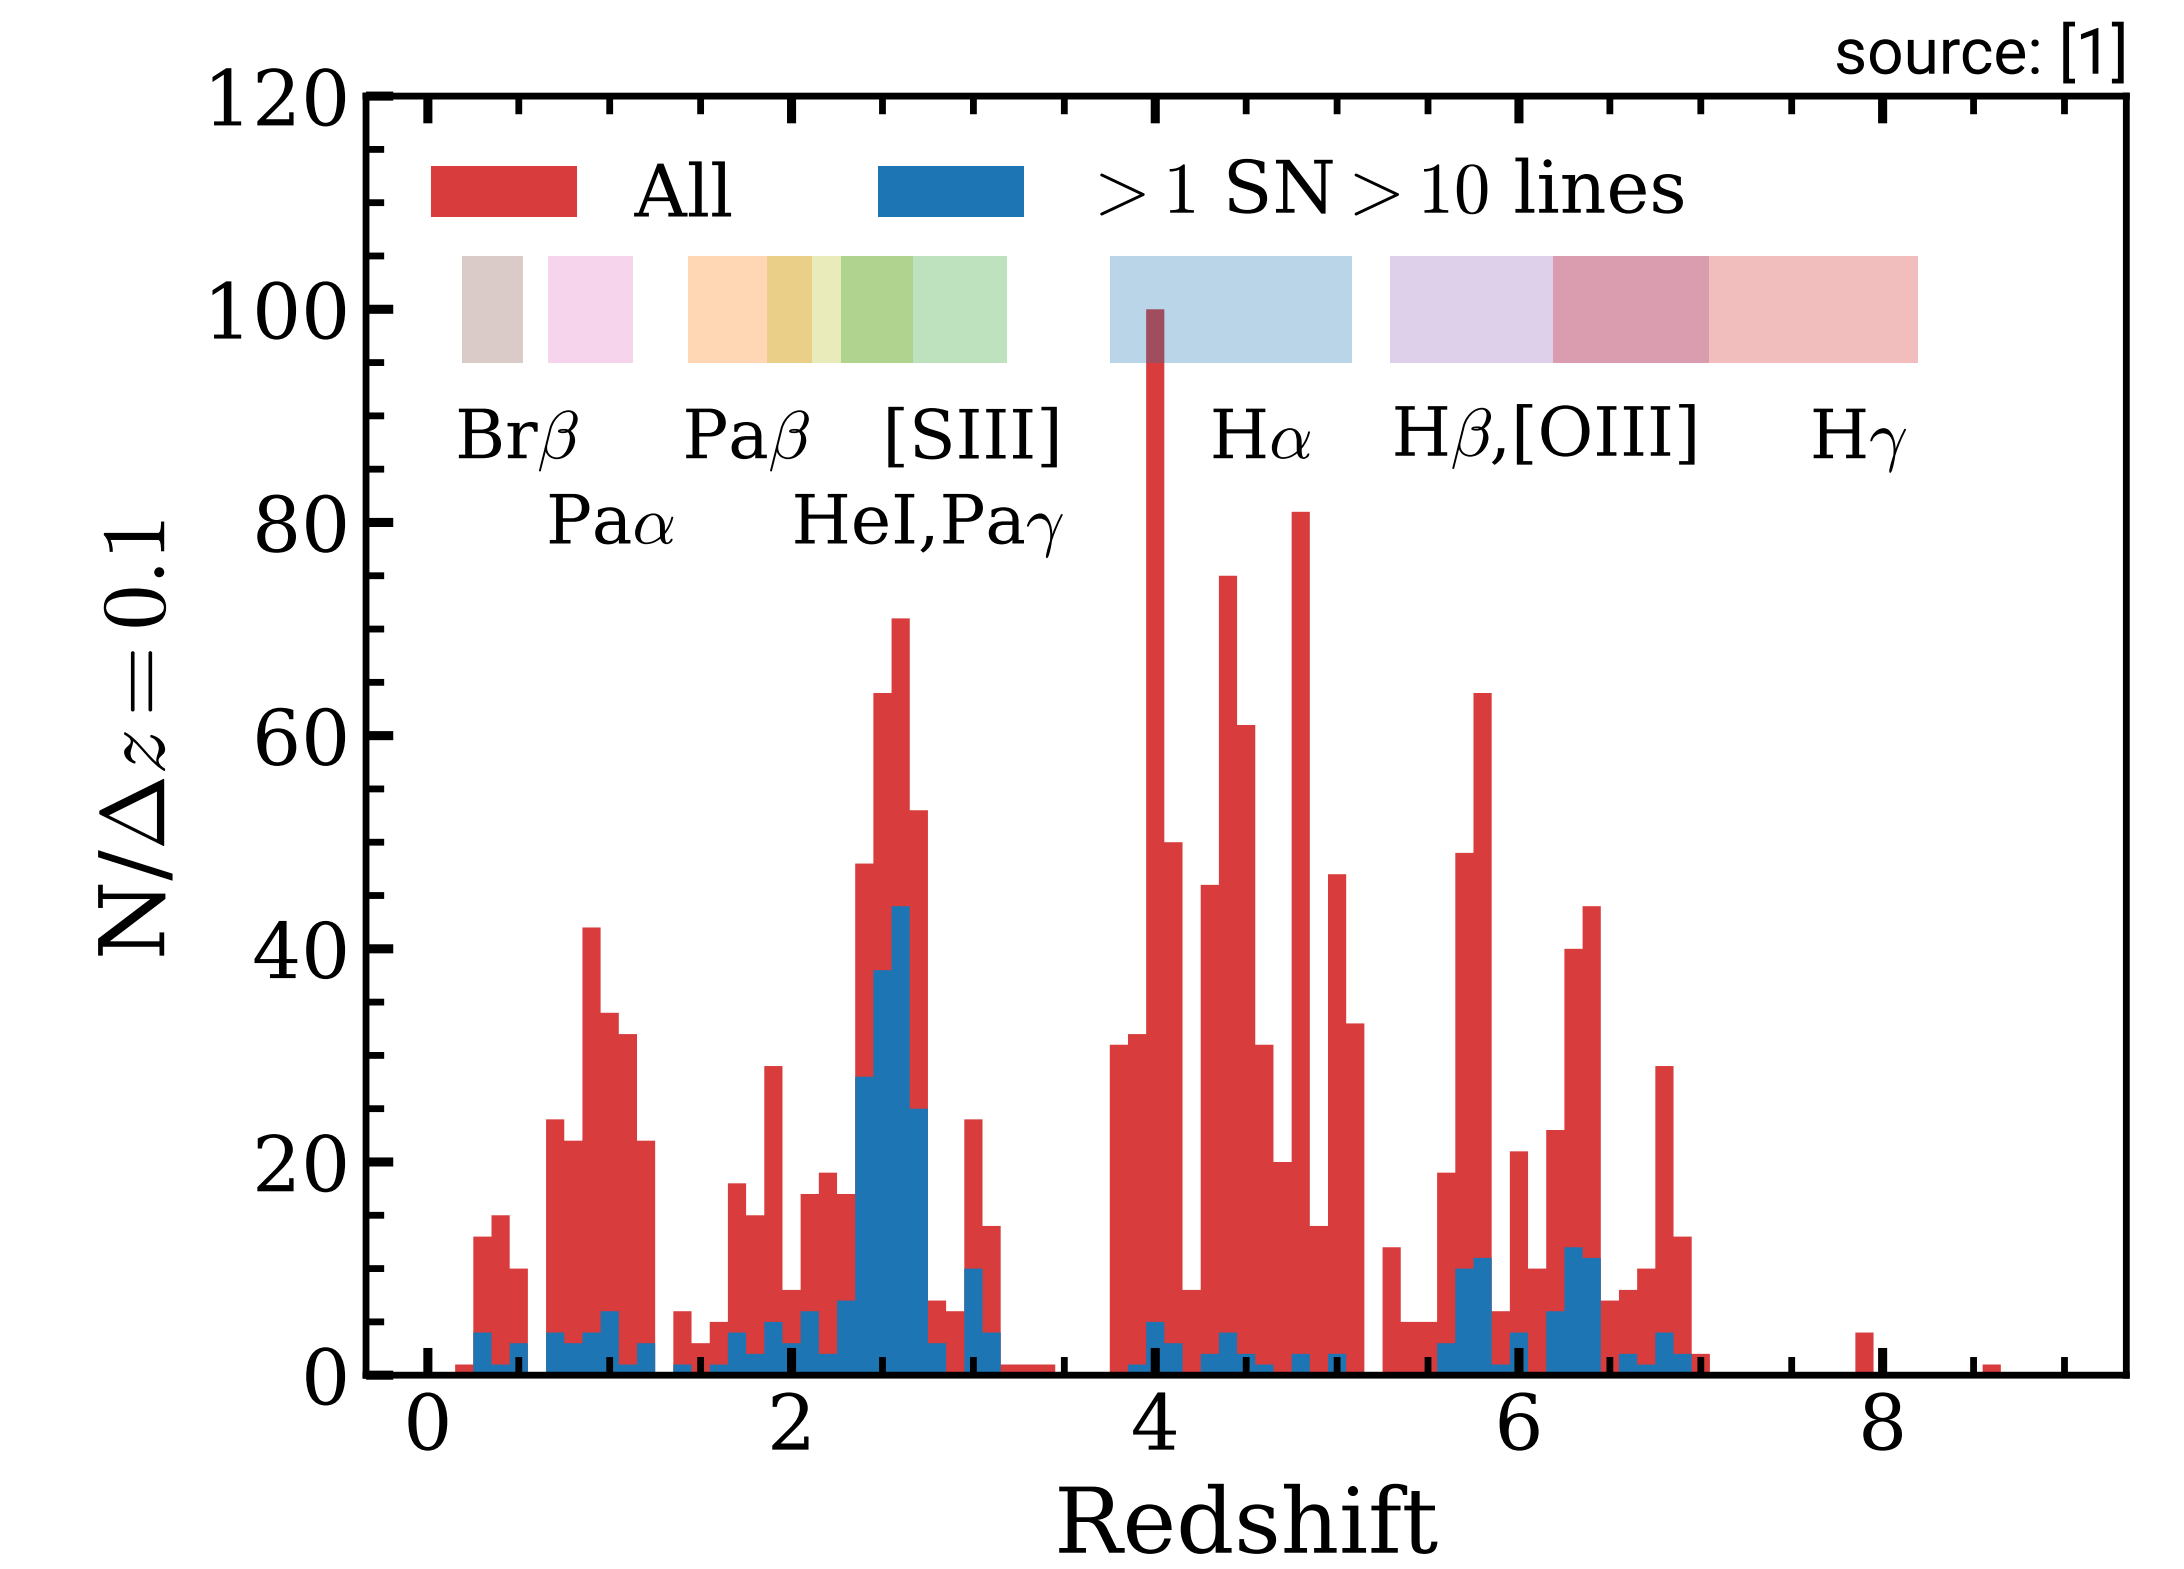 source: [1]
120
All
>1 SN>10 lines
100
Brβ
Paβ
[SIII]
Hα
Hβ,[OIII]
Hγ
Paα
HeI,Paγ
80
60
40
20
0
N/Δz=0.1
0 2 4 6 8
Redshift